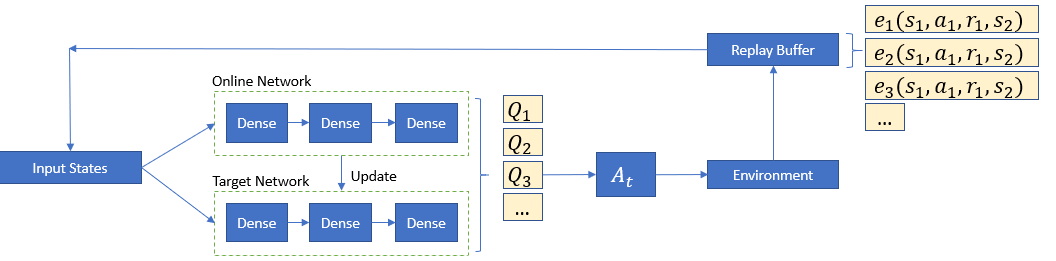 e₁(s₁, a₁, r₁, s₂)
Replay Buffer
e₂(s₁, a₁, r₁, s₂)
e₃(s₁, a₁, r₁, s₂)
...
Online Network
Dense
Dense
Dense
Q₁
Q₂
Q₃
...
Input States
Update
Aₜ
Environment
Target Network
Dense
Dense
Dense